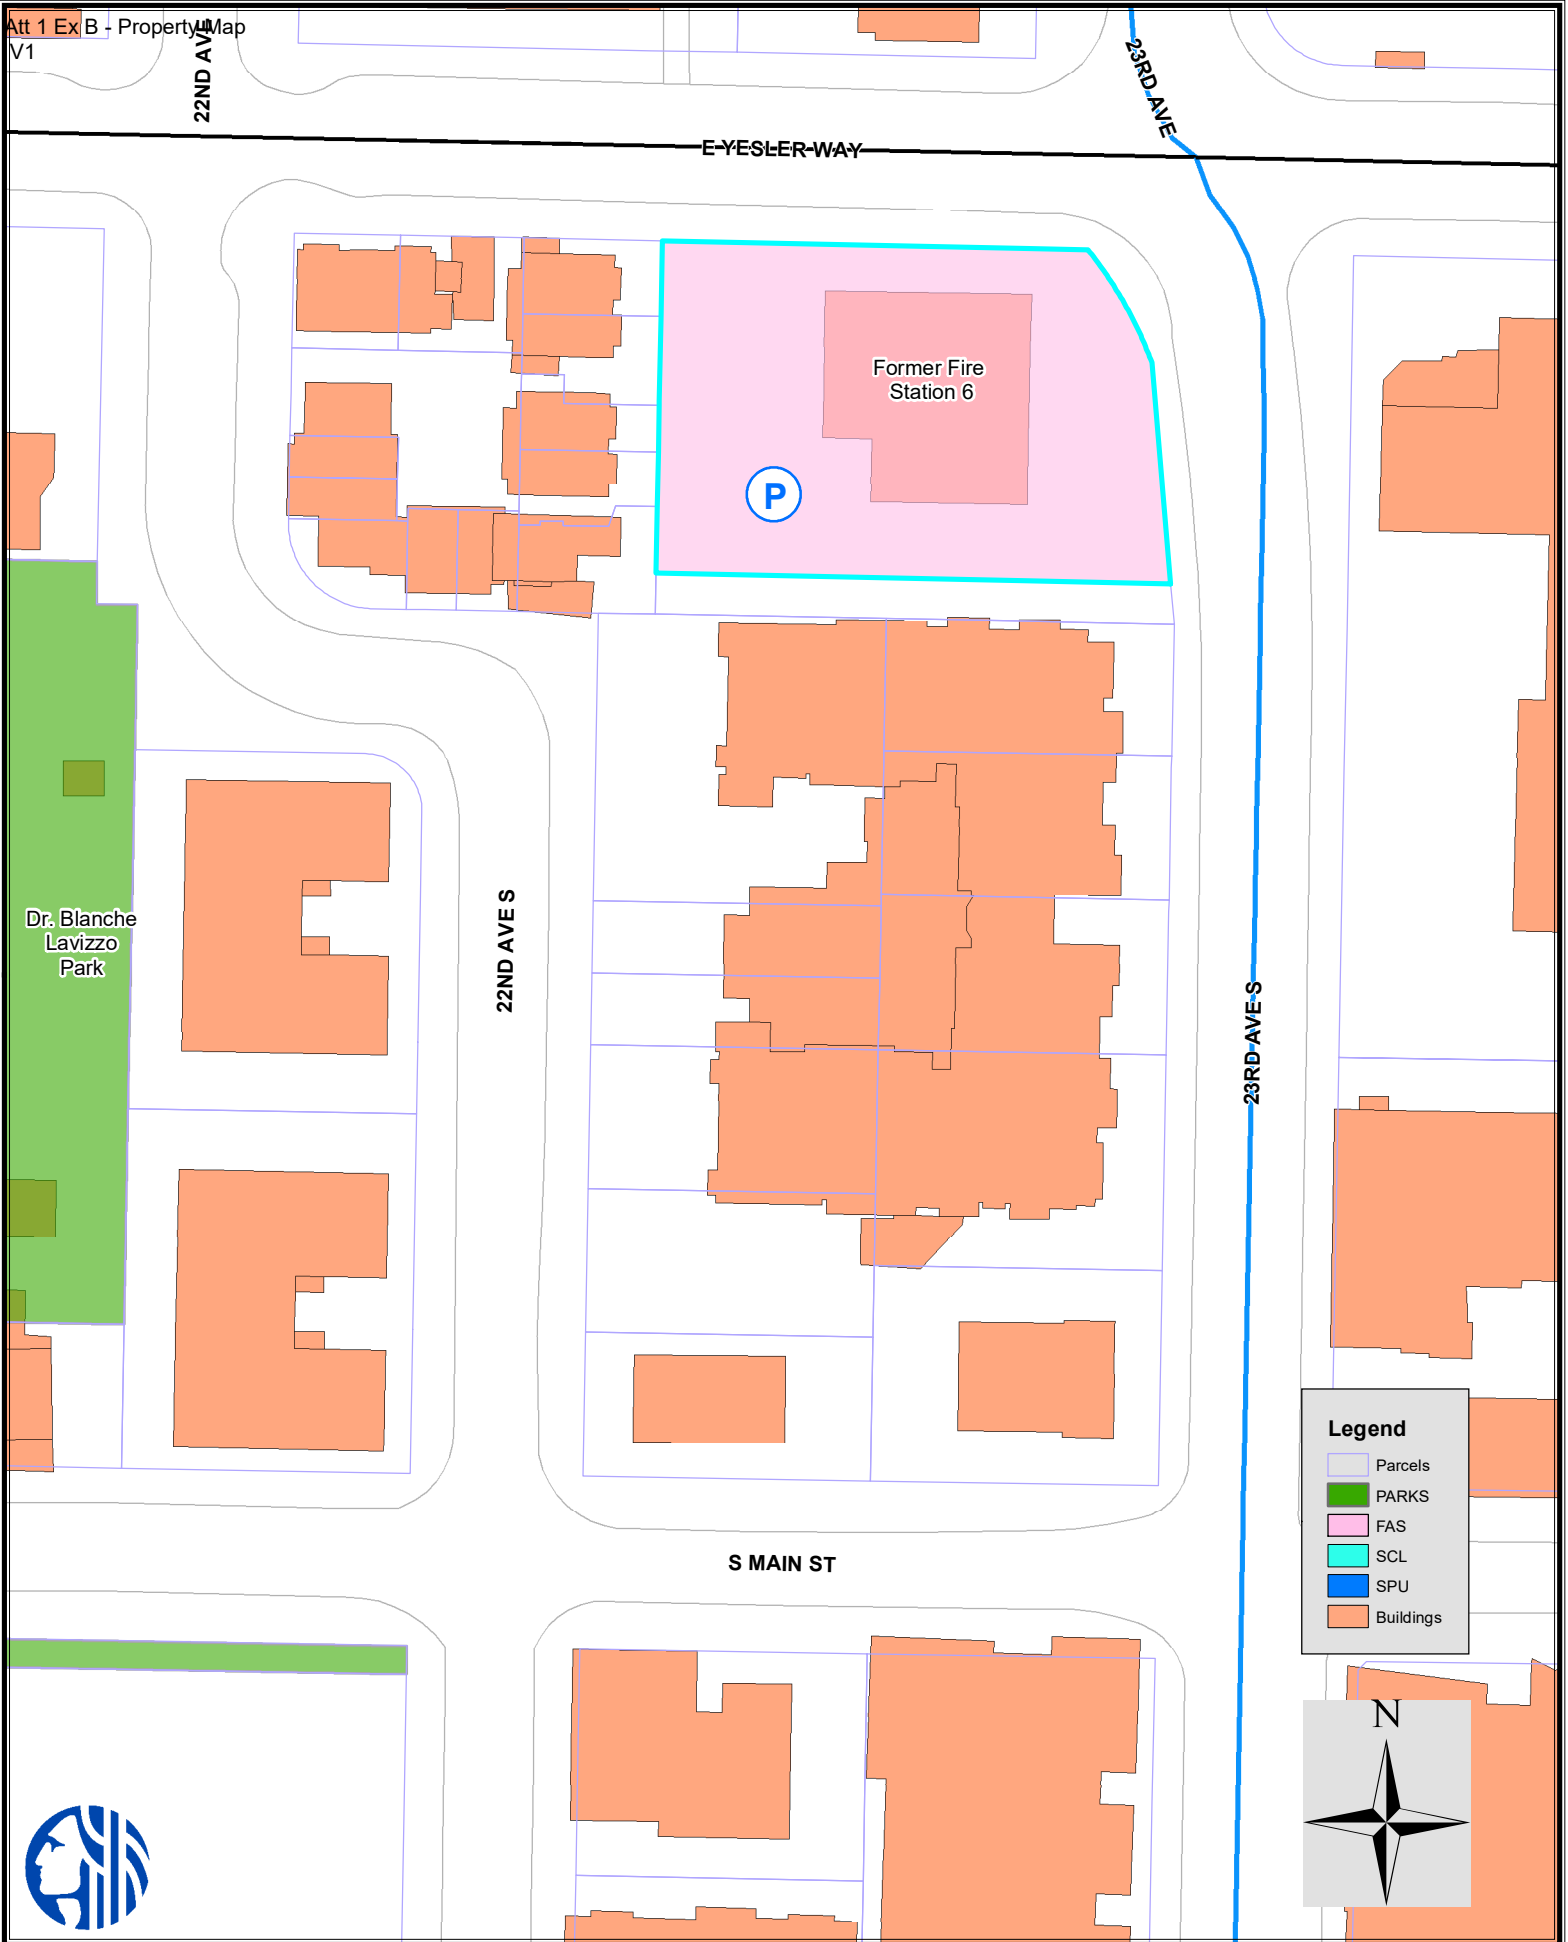 Att 1 Ex B - Property Map
V1
22ND AVE
23RD AVE
E YESLER WAY
Former Fire
Station 6
P
Dr. Blanche
Lavizzo
Park
22ND AVE S
23RD AVE S
S MAIN ST
Legend
Parcels
PARKS
FAS
SCL
SPU
Buildings
N